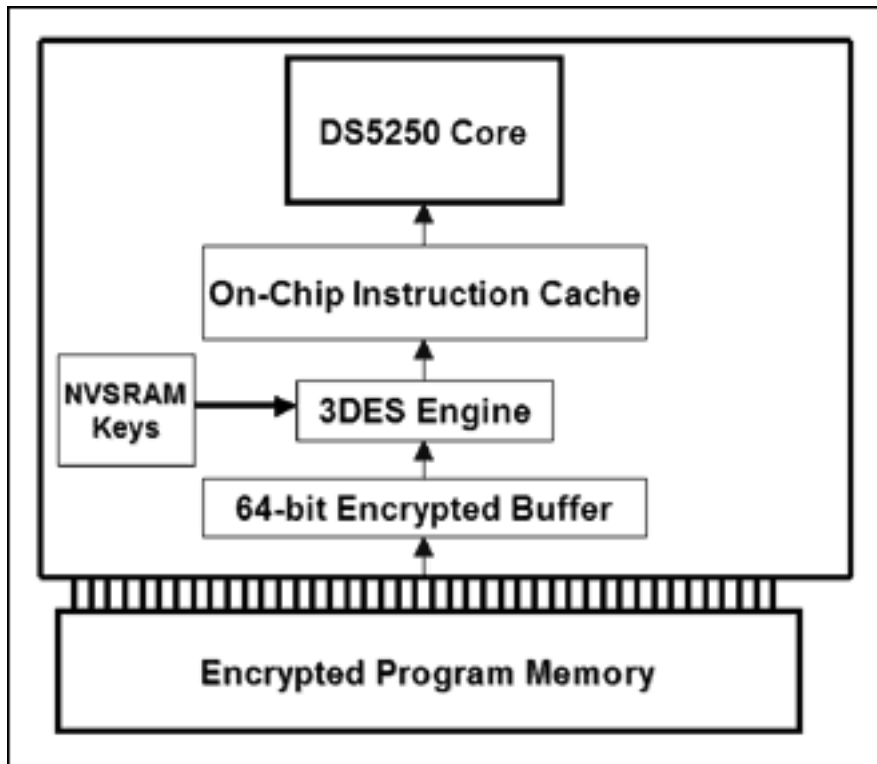 DS5250 Core
On-Chip Instruction Cache
NVSRAM
Keys
3DES Engine
64-bit Encrypted Buffer
Encrypted Program Memory